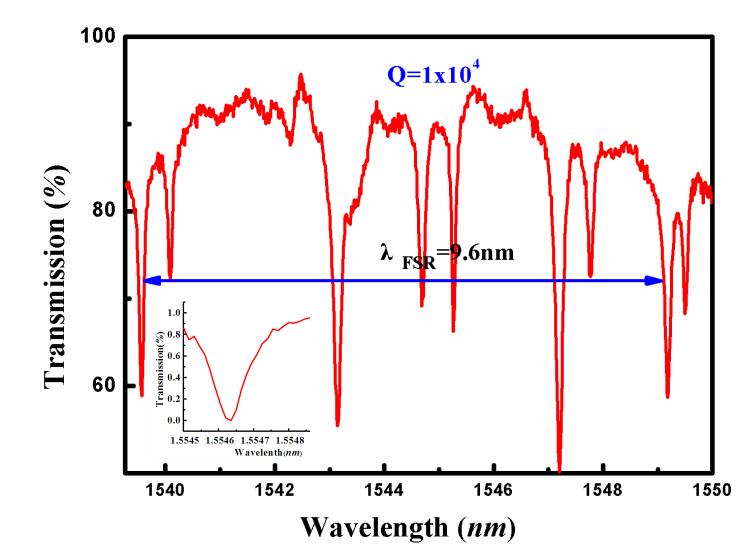 100
80
60
Transmission (%)
Q=1x10⁴
λ FSR=9.6nm
1.0
0.8
0.6
0.4
0.2
0.0
Transmission(%)
1.5545 1.5546 1.5547 1.5548
Wavelenth(nm)
1540 1542 1544 1546 1548 1550
Wavelength (nm)